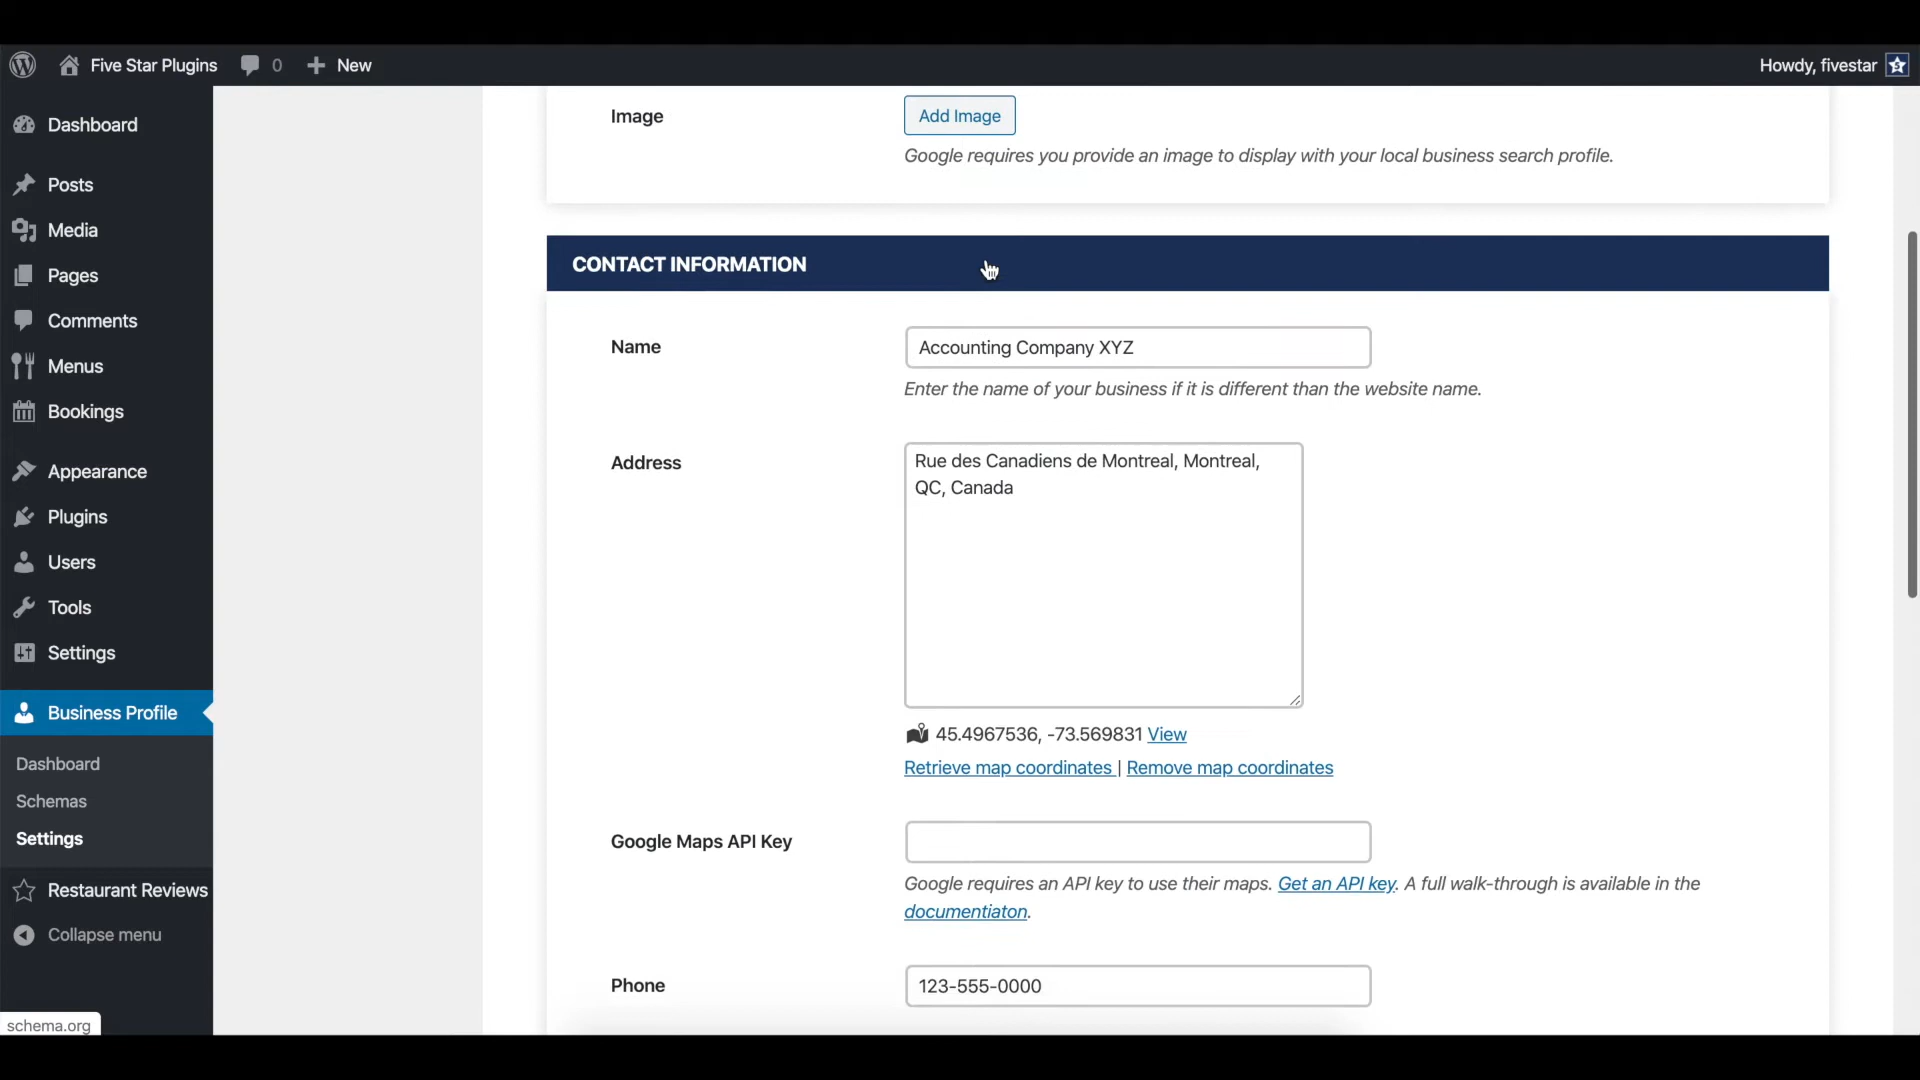 Five Star Plugins 0 New Howdy, fivestar
Dashboard
Posts
Media
Pages
Comments
Menus
Bookings
Appearance
Plugins
Users
Tools
Settings
Business Profile
Dashboard
Schemas
Settings
Restaurant Reviews
Collapse menu
schema.org
Image
Add Image
Google requires you provide an image to display with your local business search profile.
CONTACT INFORMATION
Name
Accounting Company XYZ
Enter the name of your business if it is different than the website name.
Address
Rue des Canadiens de Montreal, Montreal,
QC, Canada
45.4967536, -73.569831 View
Retrieve map coordinates | Remove map coordinates
Google Maps API Key
Google requires an API key to use their maps. Get an API key. A full walk-through is available in the
documentiaton.
Phone
123-555-0000